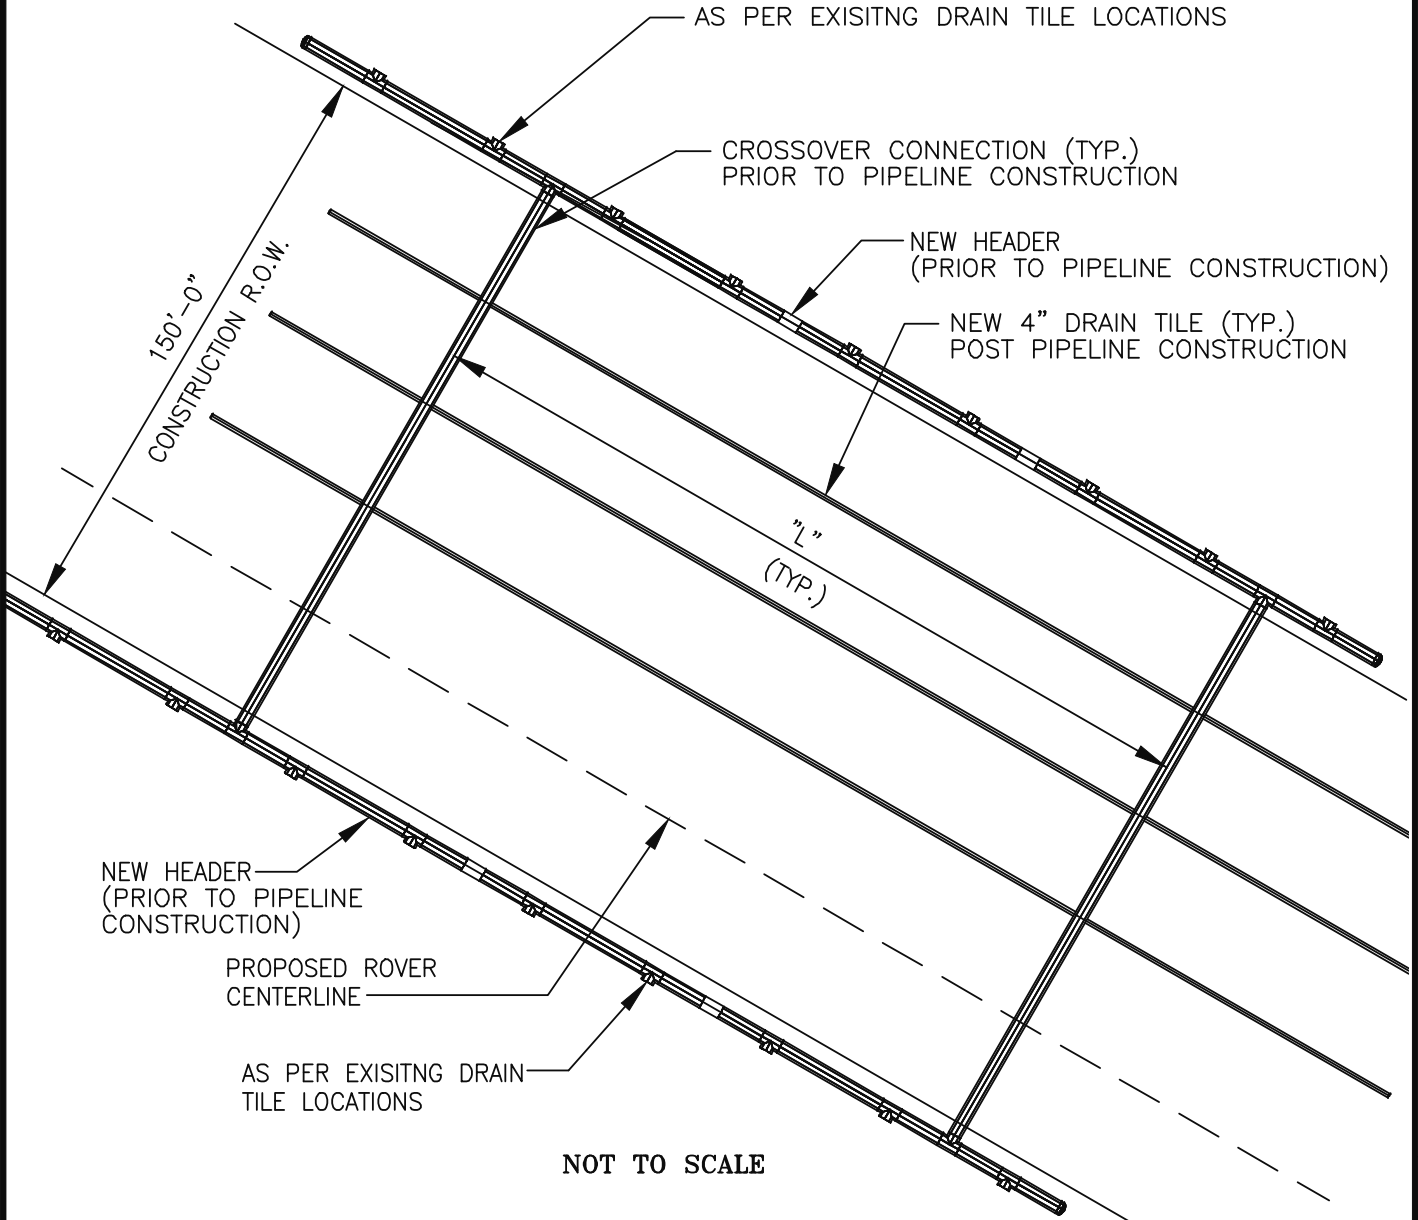 AS PER EXISITNG DRAIN TILE LOCATIONS
CROSSOVER CONNECTION (TYP.)
PRIOR TO PIPELINE CONSTRUCTION
NEW HEADER
(PRIOR TO PIPELINE CONSTRUCTION)
NEW 4” DRAIN TILE (TYP.)
POST PIPELINE CONSTRUCTION
150'-0”
CONSTRUCTION R.O.W.
”L”
(TYP.)
NEW HEADER
(PRIOR TO PIPELINE
CONSTRUCTION)
PROPOSED ROVER
CENTERLINE
AS PER EXISITNG DRAIN
TILE LOCATIONS
NOT TO SCALE